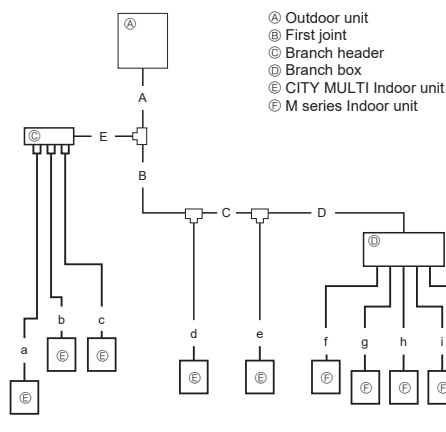 Ⓐ Outdoor unit
Ⓑ First joint
Ⓒ Branch header
Ⓓ Branch box
Ⓔ CITY MULTI Indoor unit
Ⓕ M series Indoor unit
Ⓐ
A
Ⓒ E
B
C D
Ⓓ
b c
a
d e f g h i
Ⓔ Ⓔ
Ⓔ Ⓔ Ⓕ
Ⓕ Ⓕ Ⓕ
Ⓔ